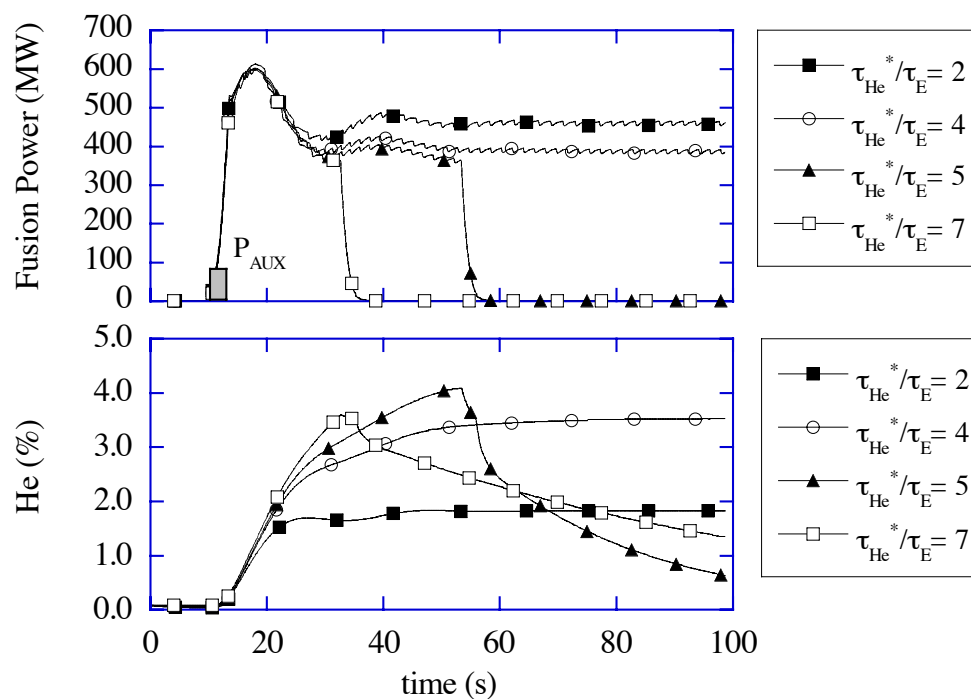 Fusion Power (MW)
700
600
500
400
300
200
100
0
P_AUX
τ_He^*/τ_E= 2
τ_He^*/τ_E= 4
τ_He^*/τ_E= 5
τ_He^*/τ_E= 7
He (%)
5.0
4.0
3.0
2.0
1.0
0.0
0 20 40 60 80 100
time (s)
τ_He^*/τ_E= 2
τ_He^*/τ_E= 4
τ_He^*/τ_E= 5
τ_He^*/τ_E= 7